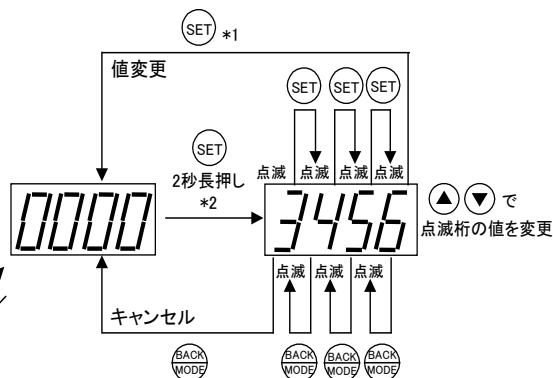 SET *1
値変更
SET SET SET
SET
2秒長押し
*2
点滅 点滅 点滅 点滅
0000
3456
▲ ▼ で
点滅桁の値を変更
点滅 点滅 点滅
キャンセル
BACK MODE
BACK MODE
BACK MODE
BACK MODE